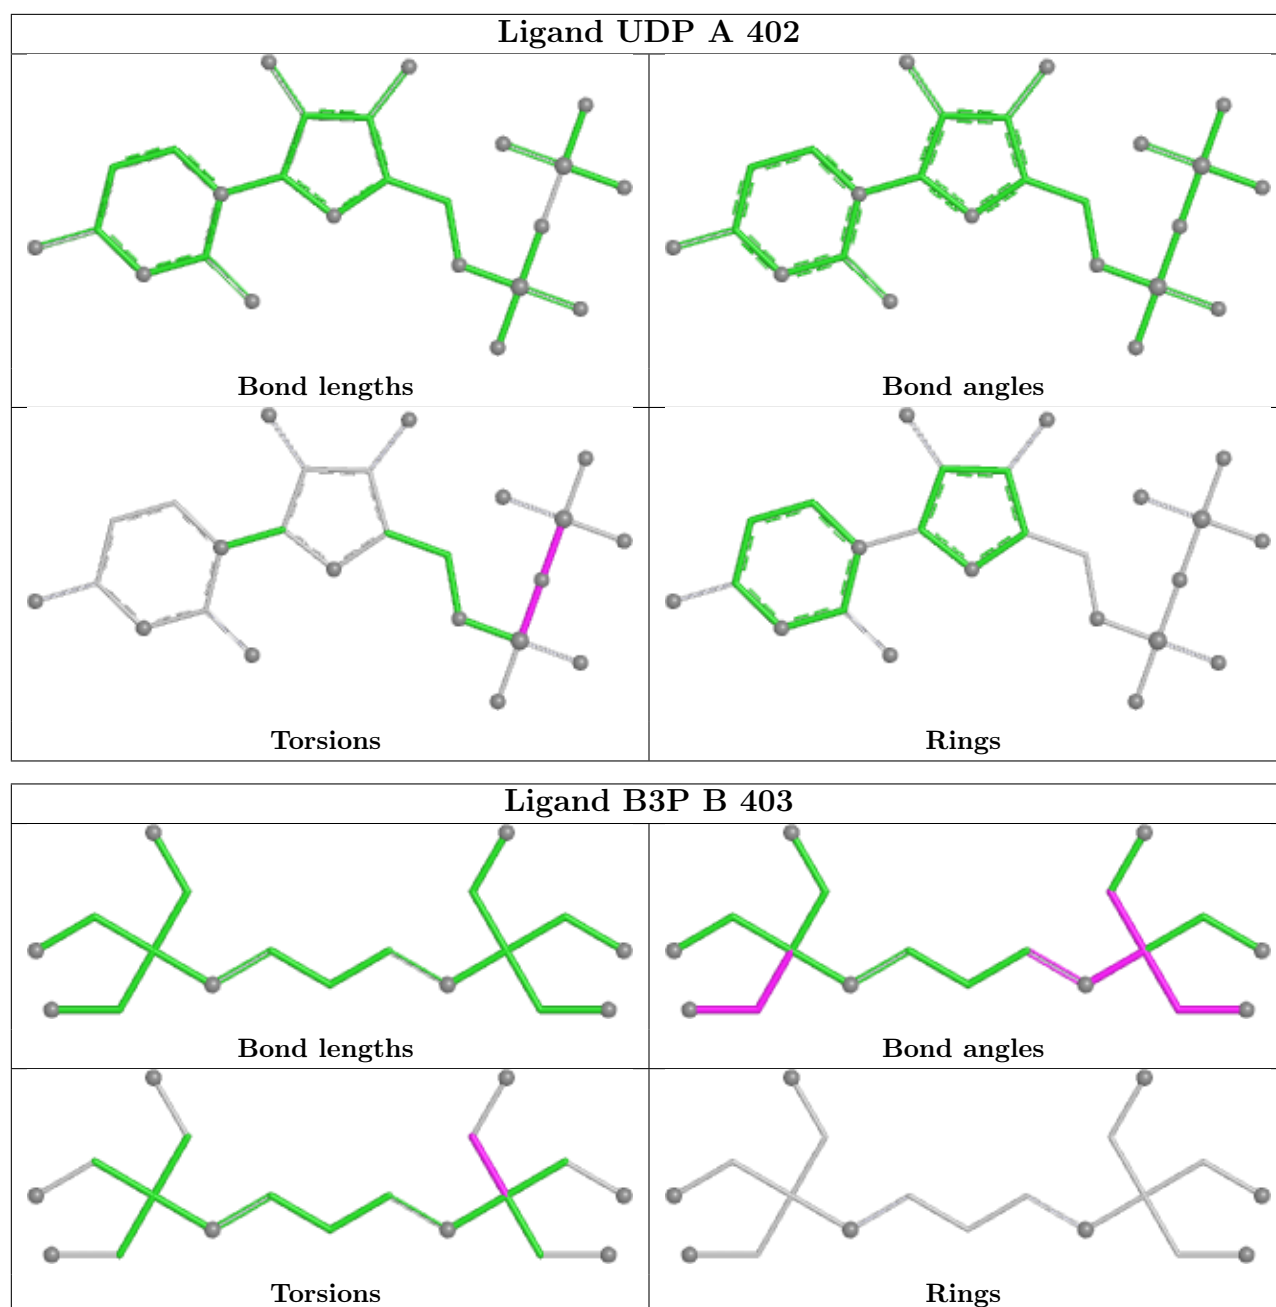 Ligand UDP A 402
Bond lengths
Bond angles
Torsions
Rings
Ligand B3P B 403
Bond lengths
Bond angles
Torsions
Rings